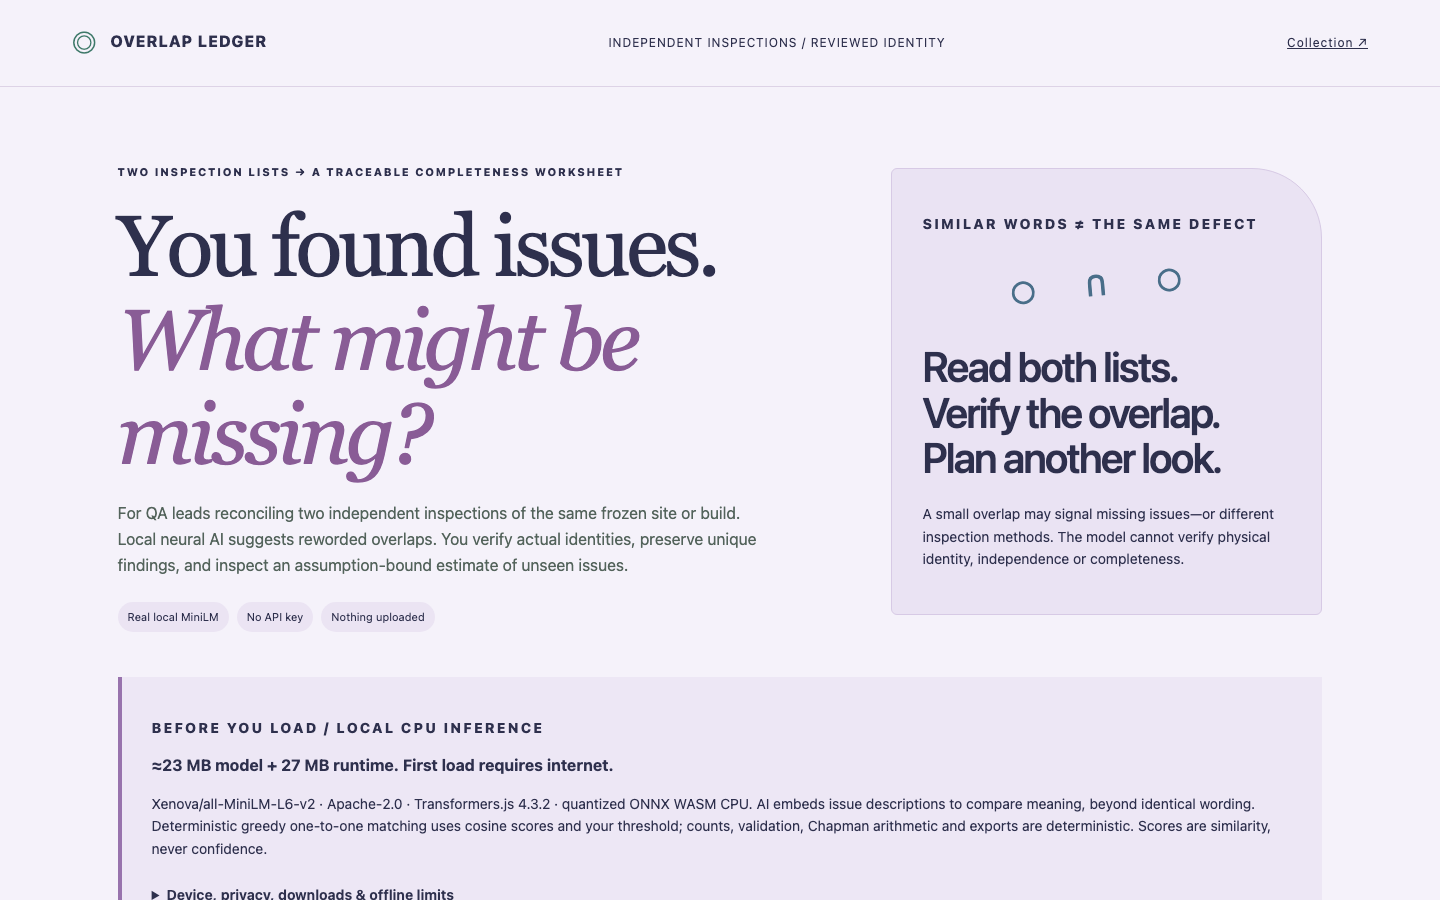 OVERLAP LEDGER
INDEPENDENT INSPECTIONS / REVIEWED IDENTITY
Collection ↗
TWO INSPECTION LISTS → A TRACEABLE COMPLETENESS WORKSHEET
You found issues.
What might be
missing?
For QA leads reconciling two independent inspections of the same frozen site or build.
Local neural AI suggests reworded overlaps. You verify actual identities, preserve unique
findings, and inspect an assumption-bound estimate of unseen issues.
Real local MiniLM
No API key
Nothing uploaded
SIMILAR WORDS ≠ THE SAME DEFECT
○ ∩ ○
Read both lists.
Verify the overlap.
Plan another look.
A small overlap may signal missing issues—or different
inspection methods. The model cannot verify physical
identity, independence or completeness.
BEFORE YOU LOAD / LOCAL CPU INFERENCE
≈23 MB model + 27 MB runtime. First load requires internet.
Xenova/all-MiniLM-L6-v2 · Apache-2.0 · Transformers.js 4.3.2 · quantized ONNX WASM CPU. AI embeds issue descriptions to compare meaning, beyond identical wording.
Deterministic greedy one-to-one matching uses cosine scores and your threshold; counts, validation, Chapman arithmetic and exports are deterministic. Scores are similarity,
never confidence.
▶ Device, privacy, downloads & offline limits